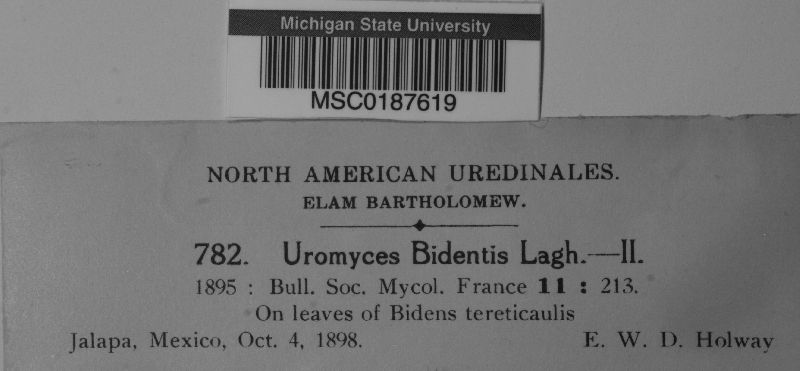 Michigan State University
MSC0187619
NORTH AMERICAN UREDINALES.
ELAM BARTHOLOMEW.
782. Uromyces Bidentis Lagh.—II.
1895 : Bull. Soc. Mycol. France 11 : 213.
On leaves of Bidens tereticaulis
Jalapa, Mexico, Oct. 4, 1898. E. W. D. Holway